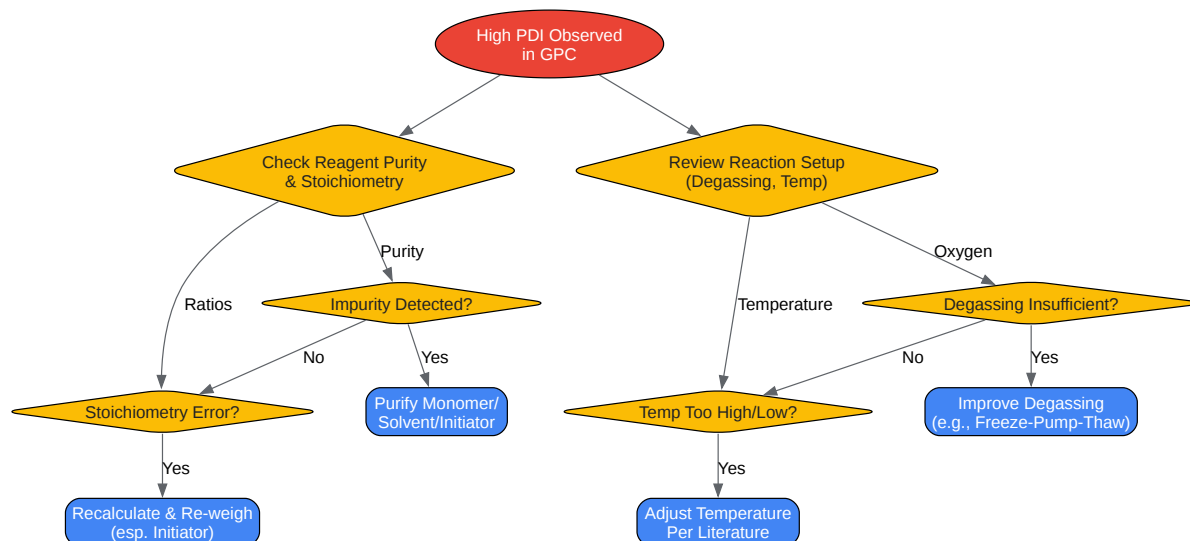 High PDI Observed
in GPC
Check Reagent Purity
& Stoichiometry
Review Reaction Setup
(Degassing, Temp)
Purity
Oxygen
Ratios
Impurity Detected?
Temperature
Degassing Insufficient?
No
Yes
No
Yes
Stoichiometry Error?
Purify Monomer/
Solvent/Initiator
Temp Too High/Low?
Improve Degassing
(e.g., Freeze-Pump-Thaw)
Yes
Yes
Recalculate & Re-weigh
(esp. Initiator)
Adjust Temperature
Per Literature